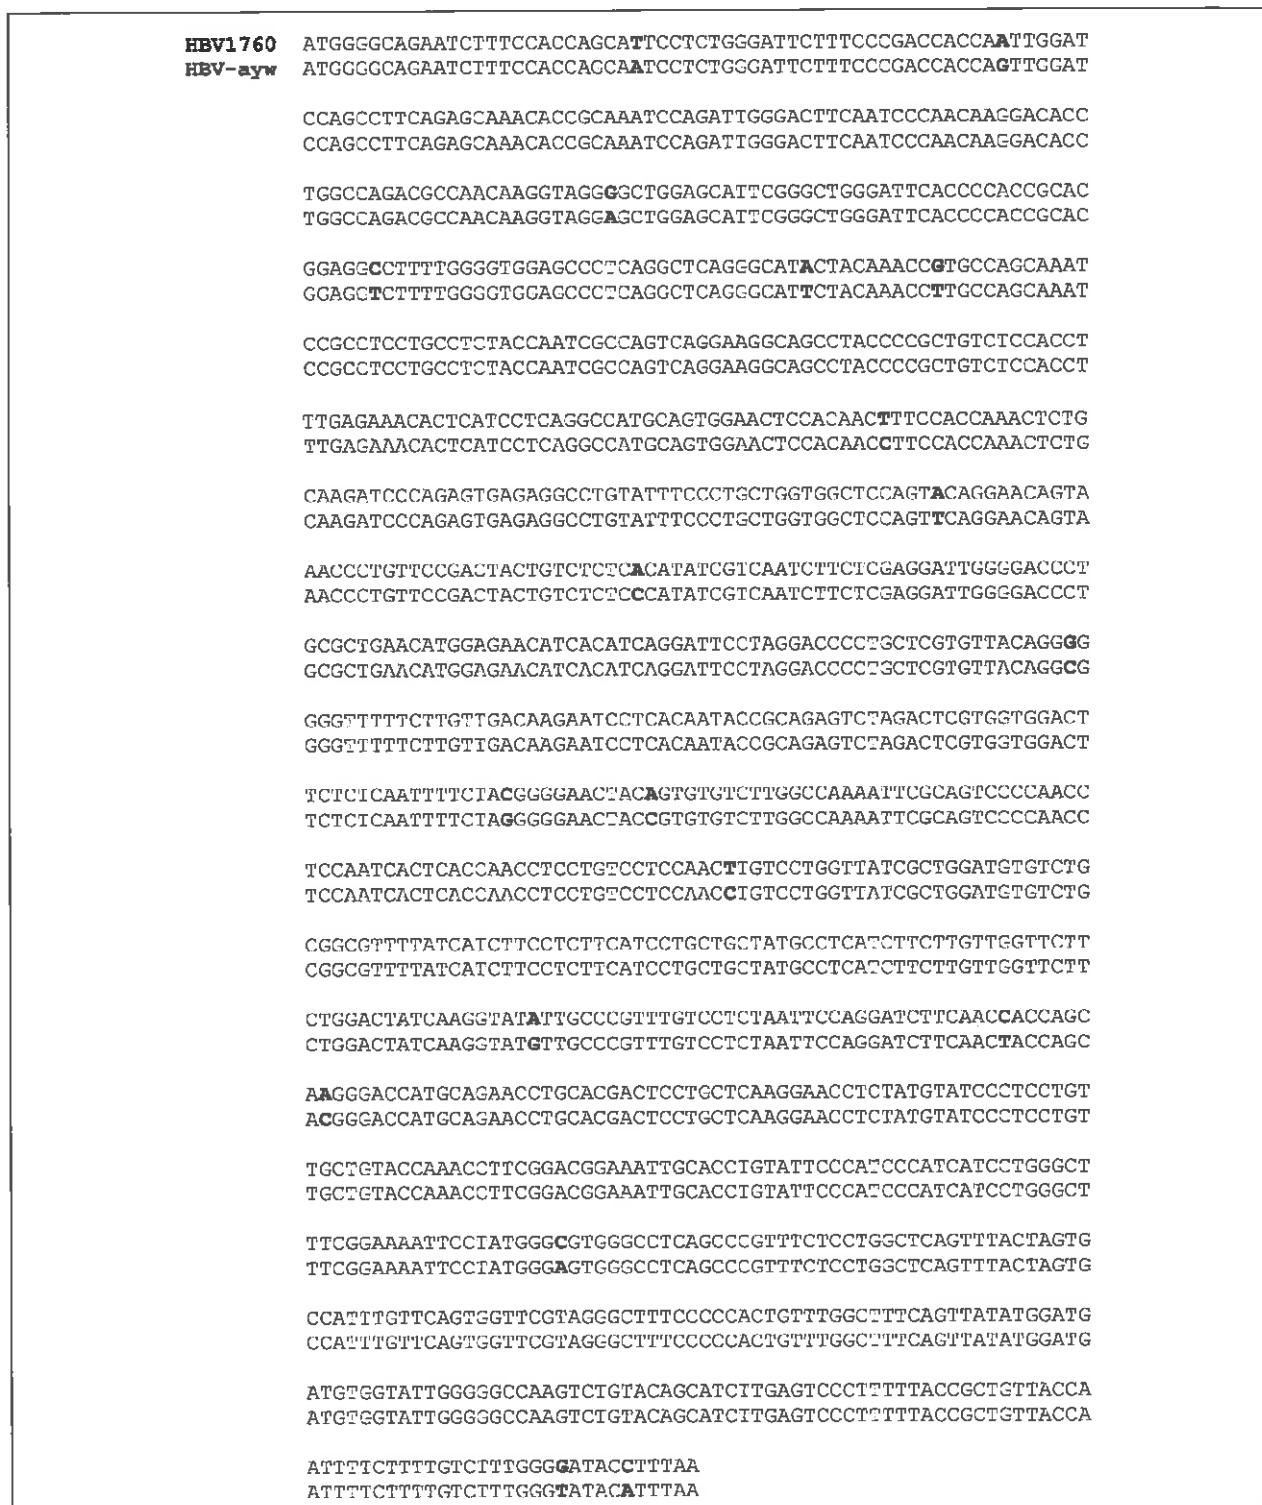 HBV1760 ATGGGGCAGAATCTTTCCACCAGCATTCCTCTGGGATTCTTTCCCGACCACCAATTGGAT
HBV-ayw ATGGGGCAGAATCTTTCCACCAGCAATCCTCTGGGATTCTTTCCCGACCACCAGTTGGAT
CCAGCCTTCAGAGCAAACACCGCAAATCCAGATTGGGACTTCAATCCCAACAAGGACACC
CCAGCCTTCAGAGCAAACACCGCAAATCCAGATTGGGACTTCAATCCCAACAAGGACACC
TGGCCAGACGCCAACAAGGTAGGGGCTGGAGCATTCGGGCTGGGATTCACCCCACCGCAC
TGGCCAGACGCCAACAAGGTAGGAGCTGGAGCATTCGGGCTGGGATTCACCCCACCGCAC
GGAGGCCTTTTGGGGTGGAGCCCTCAGGCTCAGGGCATACTACAAACCGTGCCAGCAAAT
GGAGGTCTTTTGGGGTGGAGCCCTCAGGCTCAGGGCATTCTACAAACCTTGCCAGCAAAT
CCGCCTCCTGCCTCTACCAATCGCCAGTCAGGAAGGCAGCCTACCCCGCTGTCTCCACCT
CCGCCTCCTGCCTCTACCAATCGCCAGTCAGGAAGGCAGCCTACCCCGCTGTCTCCACCT
TTGAGAAACACTCATCCTCAGGCCATGCAGTGGAACTCCACAACTTTCCACCAAACTCTG
TTGAGAAACACTCATCCTCAGGCCATGCAGTGGAACTCCACAACCTTCCACCAAACTCTG
CAAGATCCCAGAGTGAGAGGCCTGTATTTCCCTGCTGGTGGCTCCAGTACAGGAACAGTA
CAAGATCCCAGAGTGAGAGGCCTGTATTTCCCTGCTGGTGGCTCCAGTTCAGGAACAGTA
AACCCTGTTCCGACTACTGTCTCTCACATATCGTCAATCTTCTCGAGGATTGGGGACCCT
AACCCTGTTCCGACTACTGTCTCTCCCATATCGTCAATCTTCTCGAGGATTGGGGACCCT
GCGCTGAACATGGAGAACATCACATCAGGATTCCTAGGACCCCTGCTCGTGTTACAGGGG
GCGCTGAACATGGAGAACATCACATCAGGATTCCTAGGACCCCTGCTCGTGTTACAGGCG
GGGTTTTTCTTGTTGACAAGAATCCTCACAATACCGCAGAGTCTAGACTCGTGGTGGACT
GGGTTTTTCTTGTTGACAAGAATCCTCACAATACCGCAGAGTCTAGACTCGTGGTGGACT
TCTCTCAATTTTCTACGGGGAACTACAGTGTGTCTTGGCCAAAATTCGCAGTCCCCAACC
TCTCTCAATTTTCTAGGGGGAACTACCGTGTGTCTTGGCCAAAATTCGCAGTCCCCAACC
TCCAATCACTCACCAACCTCCTGTCCTCCAACTTGTCCTGGTTATCGCTGGATGTGTCTG
TCCAATCACTCACCAACCTCCTGTCCTCCAACCTGTCCTGGTTATCGCTGGATGTGTCTG
CGGCGTTTTATCATCTTCCTCTTCATCCTGCTGCTATGCCTCATCTTCTTGTTGGTTCTT
CGGCGTTTTATCATCTTCCTCTTCATCCTGCTGCTATGCCTCATCTTCTTGTTGGTTCTT
CTGGACTATCAAGGTATATTGCCCGTTTGTCCTCTAATTCCAGGATCTTCAACCACCAGC
CTGGACTATCAAGGTATGTTGCCCGTTTGTCCTCTAATTCCAGGATCTTCAACTACCAGC
AAGGGACCATGCAGAACCTGCACGACTCCTGCTCAAGGAACCTCTATGTATCCCTCCTGT
ACGGGACCATGCAGAACCTGCACGACTCCTGCTCAAGGAACCTCTATGTATCCCTCCTGT
TGCTGTACCAAACCTTCGGACGGAAATTGCACCTGTATTCCCATCCCATCATCCTGGGCT
TGCTGTACCAAACCTTCGGACGGAAATTGCACCTGTATTCCCATCCCATCATCCTGGGCT
TTCGGAAAATTCCTATGGGCGTGGGCCTCAGCCCGTTTCTCCTGGCTCAGTTTACTAGTG
TTCGGAAAATTCCTATGGGAGTGGGCCTCAGCCCGTTTCTCCTGGCTCAGTTTACTAGTG
CCATTTGTTCAGTGGTTCGTAGGGCTTTCCCCCACTGTTTGGCTTTCAGTTATATGGATG
CCATTTGTTCAGTGGTTCGTAGGGCTTTCCCCCACTGTTTGGCTTTCAGTTATATGGATG
ATGTGGTATTGGGGGCCAAGTCTGTACAGCATCTTGAGTCCCTTTTTACCGCTGTTACCA
ATGTGGTATTGGGGGCCAAGTCTGTACAGCATCTTGAGTCCCTTTTTACCGCTGTTACCA
ATTTTCTTTTGTCTTTGGGGATACCTTTAA
ATTTTCTTTTGTCTTTGGGTATACATTTAA